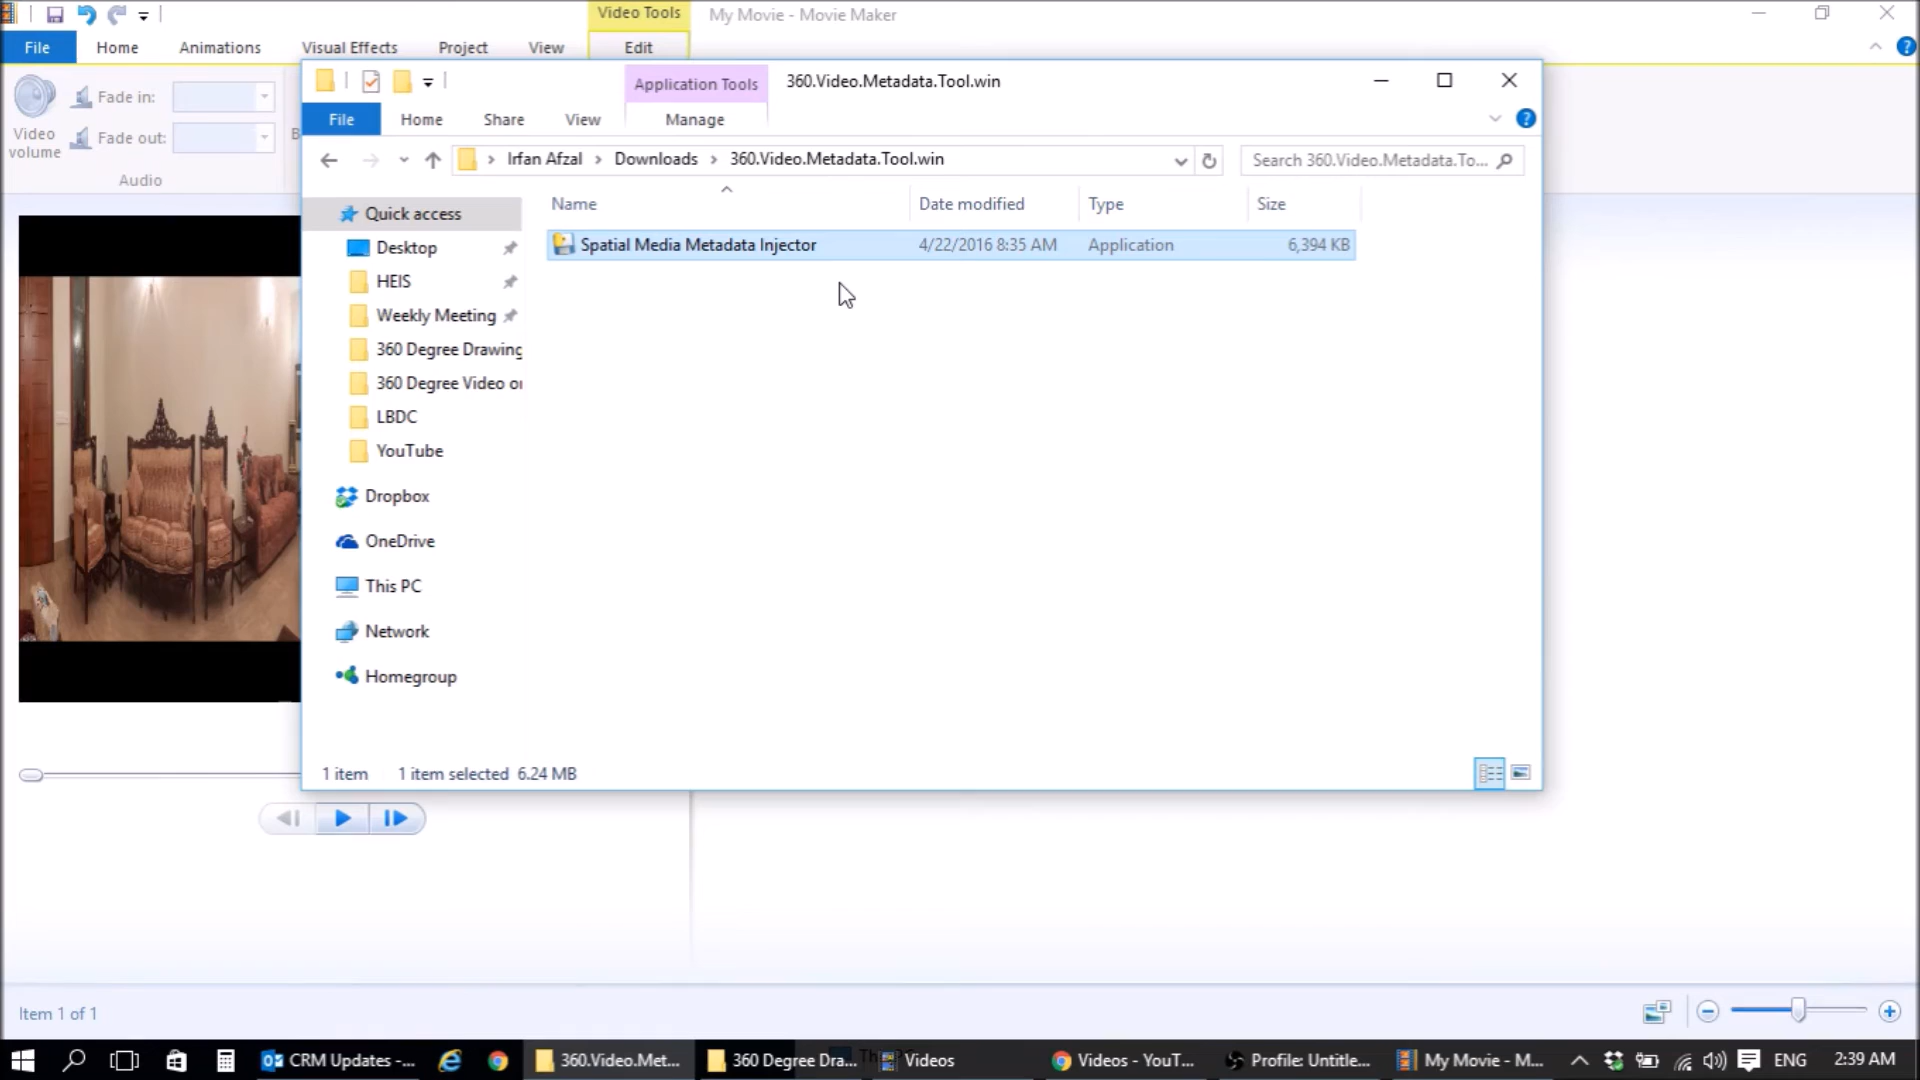 Video Tools
My Movie - Movie Maker
File
Home
Animations
Visual Effects
Project
View
Edit
Video
volume
Fade in:
Fade out:
Audio
Application Tools
360.Video.Metadata.Tool.win
File
Home
Share
View
Manage
Irfan Afzal
Downloads
360.Video.Metadata.Tool.win
Search 360.Video.Metadata.To...
Name
Date modified
Type
Size
Spatial Media Metadata Injector
4/22/2016 8:35 AM
Application
6,394 KB
Quick access
Desktop
HEIS
Weekly Meeting
360 Degree Drawing
360 Degree Video or
LBDC
YouTube
Dropbox
OneDrive
This PC
Network
Homegroup
1 item
1 item selected 6.24 MB
Item 1 of 1
CRM Updates -...
360.Video.Met...
360 Degree Dra...
Videos
Videos - YouT...
Profile: Untitle...
My Movie - M...
ENG
2:39 AM